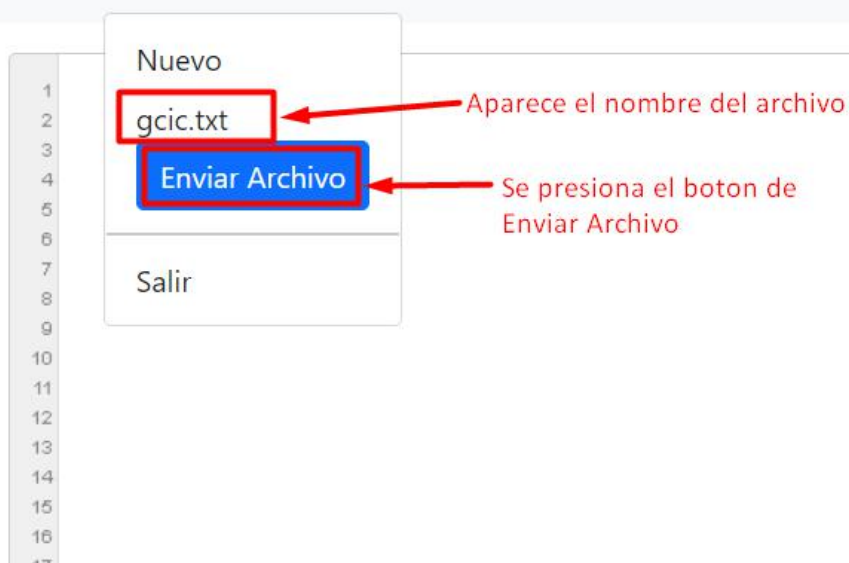 Nuevo
1
gcic.txt
Aparece el nombre del archivo
2
3
Enviar Archivo
4
Se presiona el boton de
5
Enviar Archivo
6
7
Salir
8
9
10
11
12
13
14
15
16
17